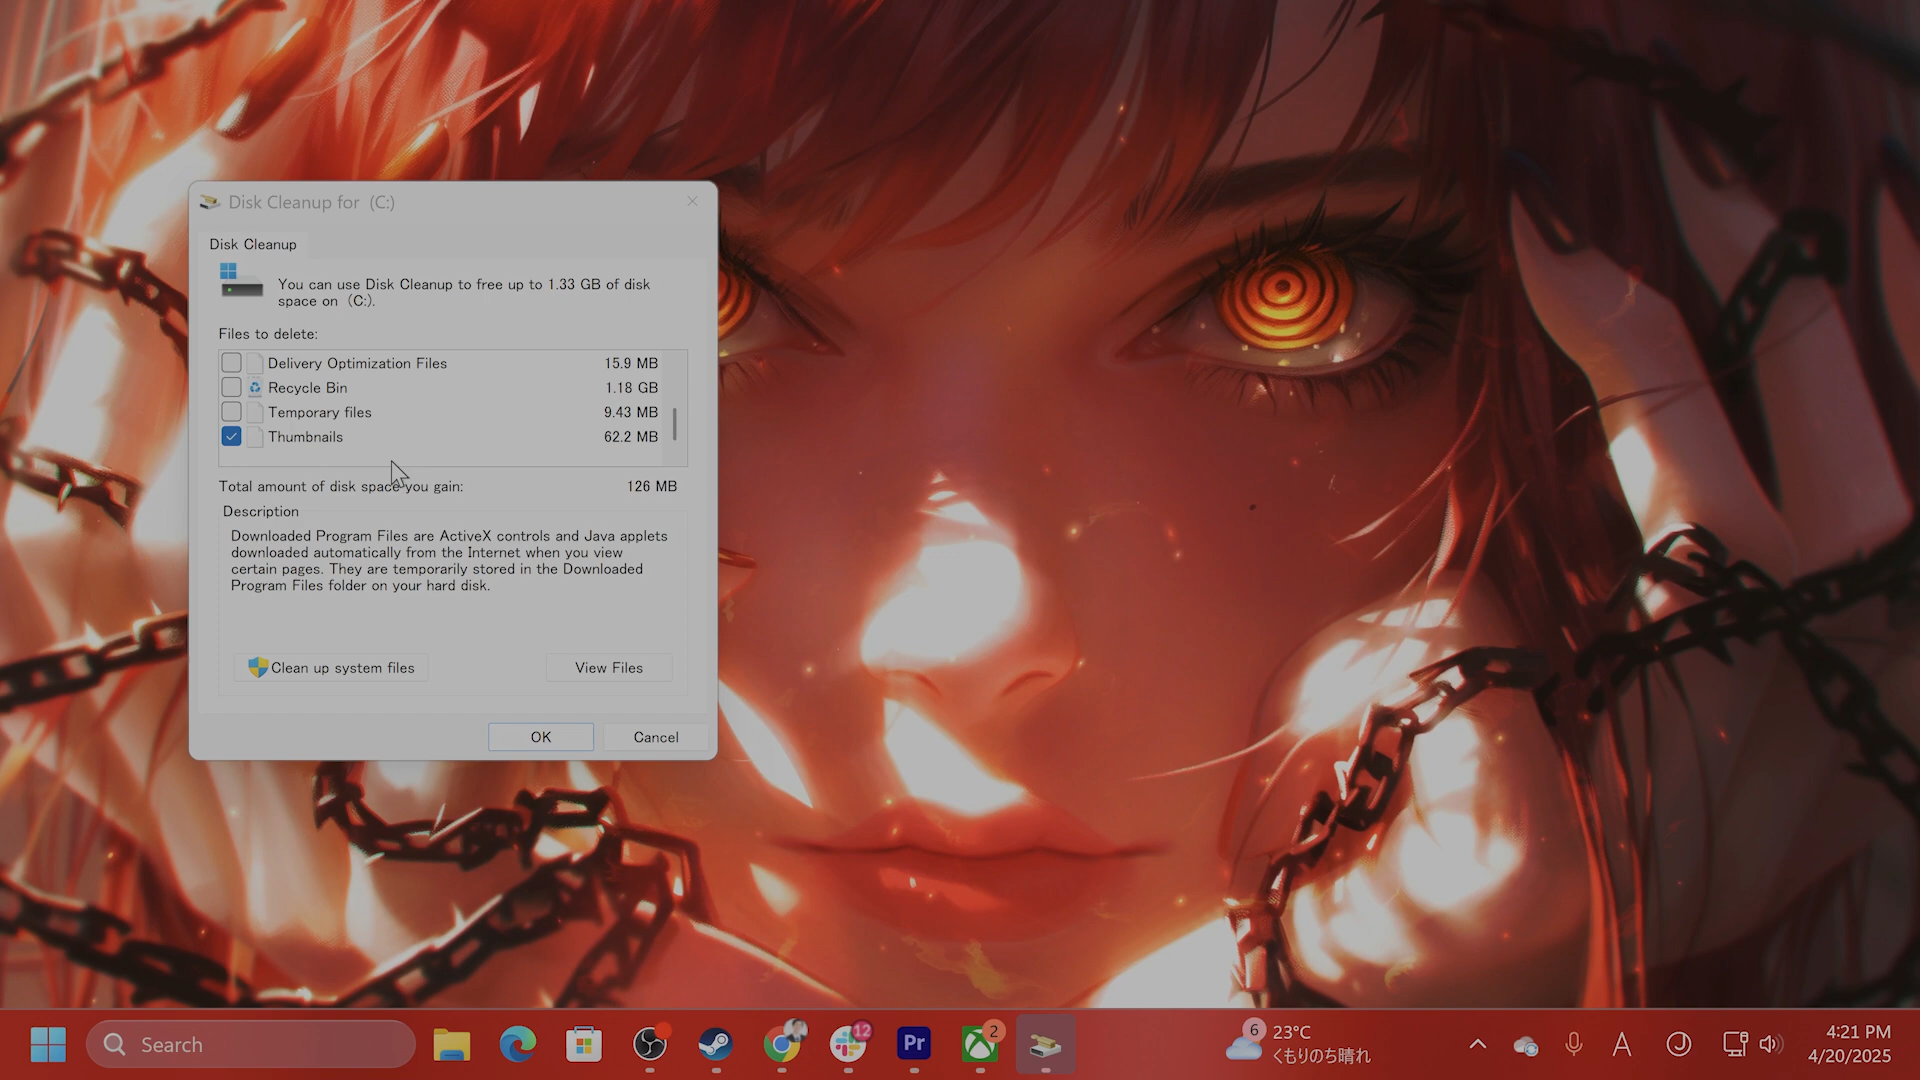 Disk Cleanup for (C:)
Disk Cleanup
You can use Disk Cleanup to free up to 1.33 GB of disk
space on (C:).
Files to delete:
Delivery Optimization Files 15.9 MB
Recycle Bin 1.18 GB
Temporary files 9.43 MB
Thumbnails 62.2 MB
Total amount of disk space you gain: 126 MB
Description
Downloaded Program Files are ActiveX controls and Java applets
downloaded automatically from the Internet when you view
certain pages. They are temporarily stored in the Downloaded
Program Files folder on your hard disk.
Clean up system files View Files
OK Cancel
Search
12
Pr
2
6
23°C
くもりのち晴れ
A
J
4:21 PM
4/20/2025